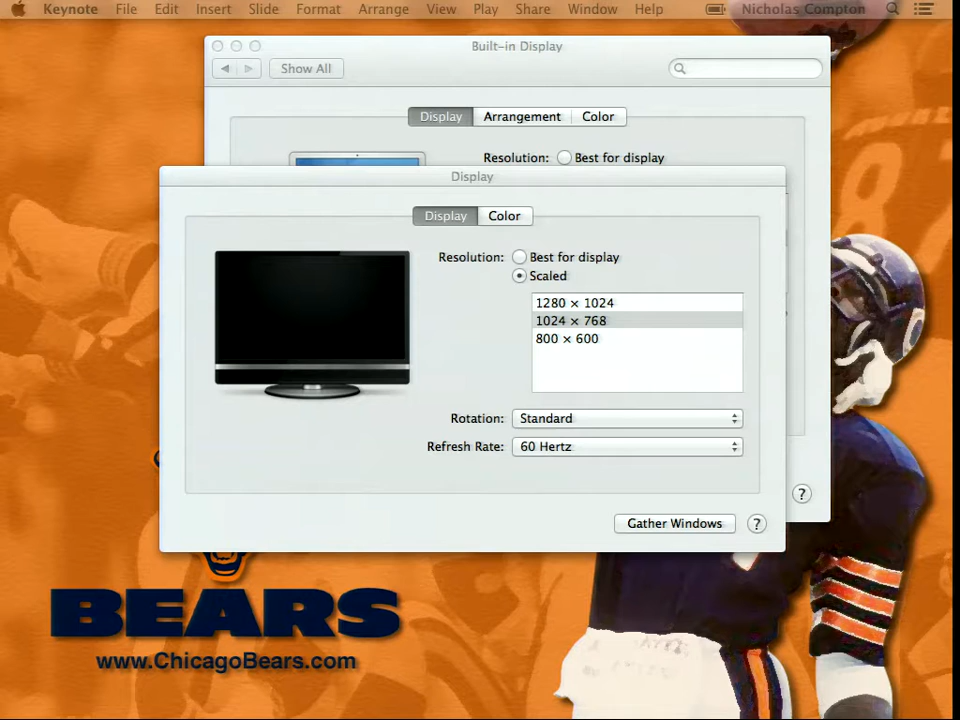 Keynote File Edit Insert Slide Format Arrange View Play Share Window Help Nicholas Compton
Built-in Display
Show All
Display Arrangement Color
Resolution: Best for display
Display
Display Color
Resolution: Best for display
Scaled
1280 × 1024
1024 × 768
800 × 600
Rotation: Standard
Refresh Rate: 60 Hertz
?
Gather Windows ?
BEARS
www.ChicagoBears.com